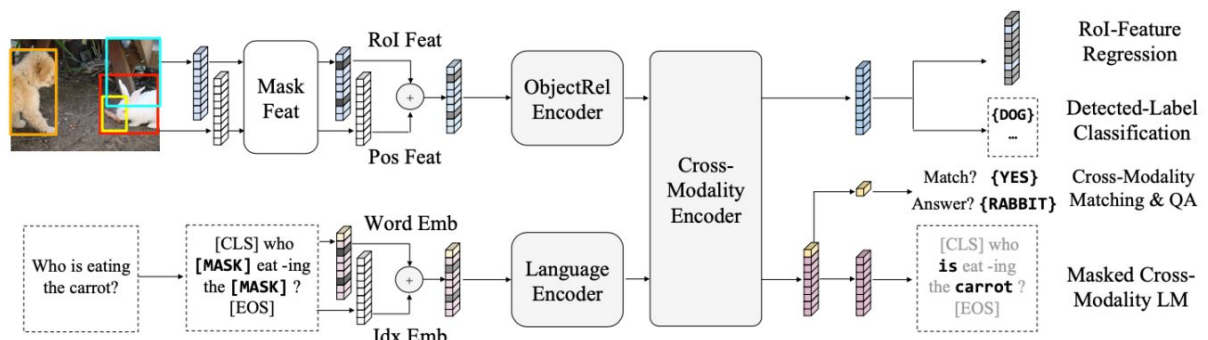 RoI Feat
Mask
Feat
Pos Feat
ObjectRel
Encoder
Cross-
Modality
Encoder
RoI-Feature
Regression
{DOG}
...
Detected-Label
Classification
Match? {YES}
Answer? {RABBIT}
Cross-Modality
Matching & QA
Who is eating
the carrot?
[CLS] who
[MASK] eat -ing
the [MASK] ?
[EOS]
Word Emb
+
+
Idx Emb
Language
Encoder
[CLS] who
is eat -ing
the carrot ?
[EOS]
Masked Cross-
Modality LM